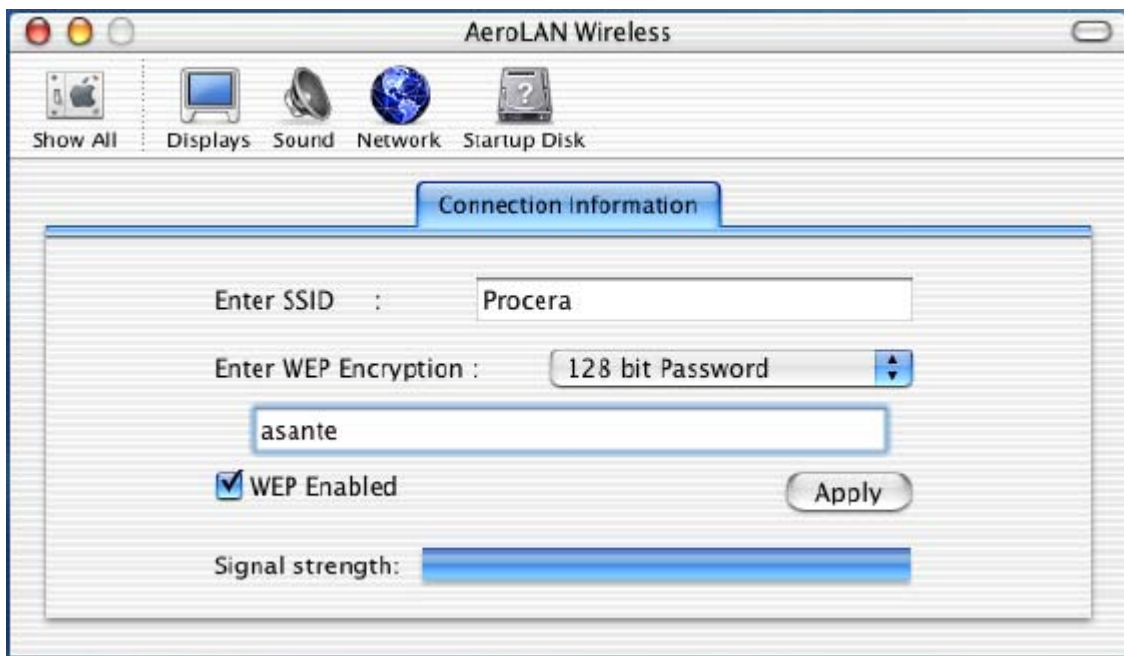 AeroLAN Wireless
Show All Displays Sound Network Startup Disk
Connection Information
Enter SSID : Procera
Enter WEP Encryption : 128 bit Password
asante
WEP Enabled Apply
Signal strength: